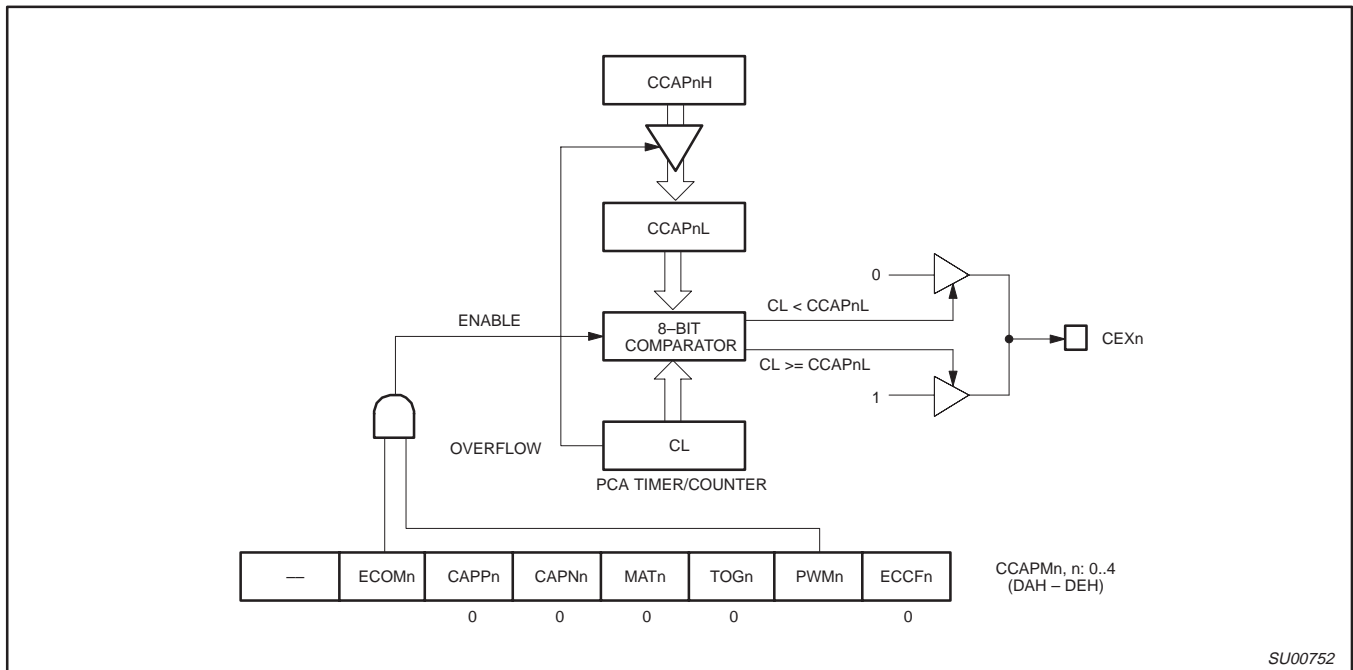 CCAPnH
CCAPnL
0
CL < CCAPnL
ENABLE
8–BIT
COMPARATOR
CEXn
CL >= CCAPnL
1
OVERFLOW
CL
PCA TIMER/COUNTER
— ECOMn CAPPn CAPNn MATn TOGn PWMn ECCFn
CCAPMn, n: 0..4
(DAH – DEH)
0 0 0 0 0
SU00752